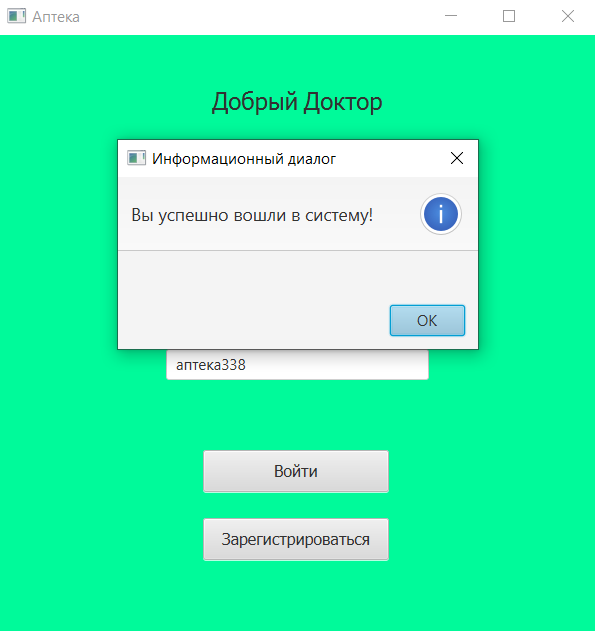 Аптека
Добрый Доктор
Информационный диалог
Вы успешно вошли в систему!
i
OK
аптека338
Войти
Зарегистрироваться